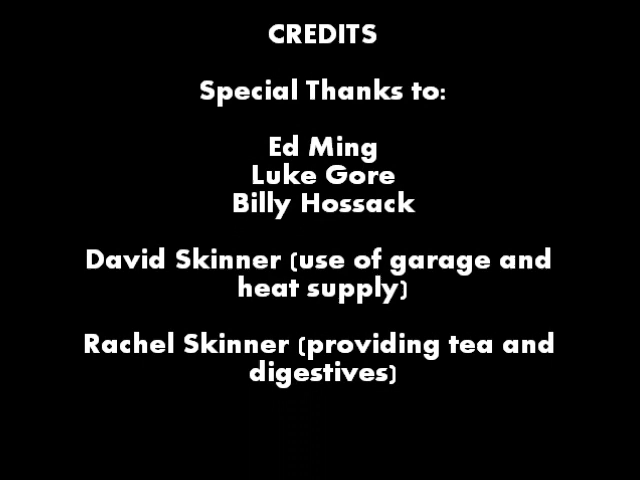 CREDITS
Special Thanks to:
Ed Ming
Luke Gore
Billy Hossack
David Skinner (use of garage and
heat supply)
Rachel Skinner (providing tea and
digestives)